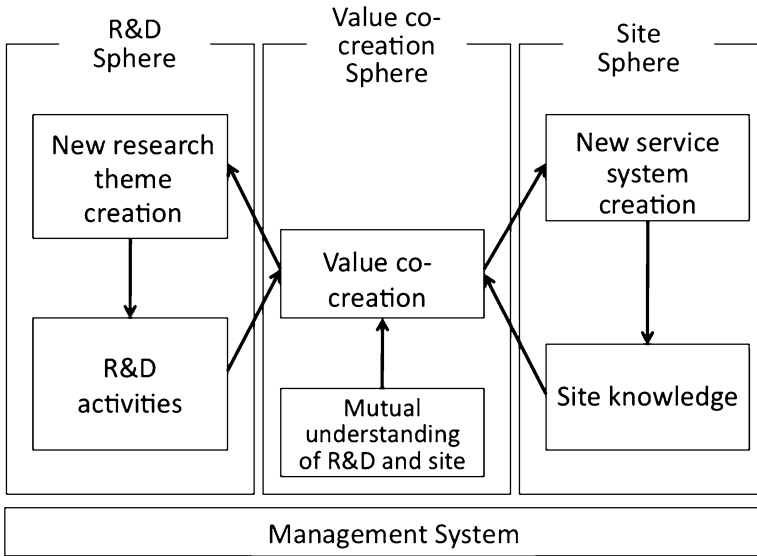 R&D
Sphere
Value co-
creation
Sphere
Site
Sphere
New research
theme
creation
R&D
activities
Value co-
creation
Mutual
understanding
of R&D and site
New service
system
creation
Site knowledge
Management System